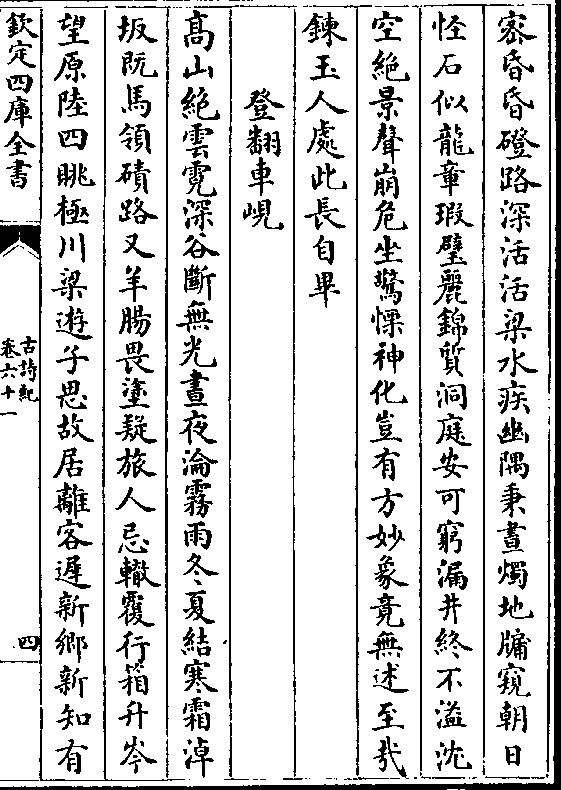 密昏昏磴路深活活梁水疾幽隅秉晝燭地牖窺朝日
怪石似龍章瑕璧麗錦質洞庭安可窮漏井終不溢沈
空絶景聲崩危坐驚慄神化豈有方妙象竟無述至哉
鍊玉人處此長自畢
登翻車峴
髙山絶雲霓深谷斷無光晝夜淪霧雨冬夏結寒霜淖
坂既馬領磧路又羊腸畏塗疑旅人忌轍覆行箱升岑
望原陸四眺極川梁遊子思故居離客遲新鄉新知有
欽定四庫全書
古詩紀
卷六十一
四